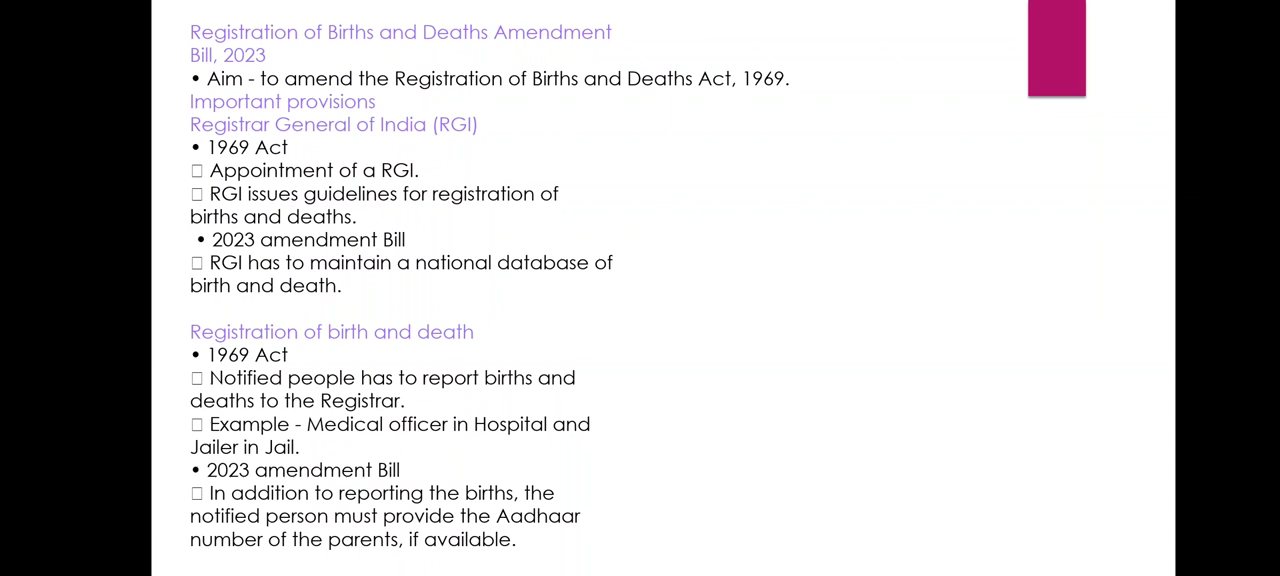 Registration of Births and Deaths Amendment
Bill, 2023
• Aim - to amend the Registration of Births and Deaths Act, 1969.
Important provisions
Registrar General of India (RGI)
• 1969 Act
□ Appointment of a RGI.
□ RGI issues guidelines for registration of
births and deaths.
• 2023 amendment Bill
□ RGI has to maintain a national database of
birth and death.
Registration of birth and death
• 1969 Act
□ Notified people has to report births and
deaths to the Registrar.
□ Example - Medical officer in Hospital and
Jailer in Jail.
• 2023 amendment Bill
□ In addition to reporting the births, the
notified person must provide the Aadhaar
number of the parents, if available.